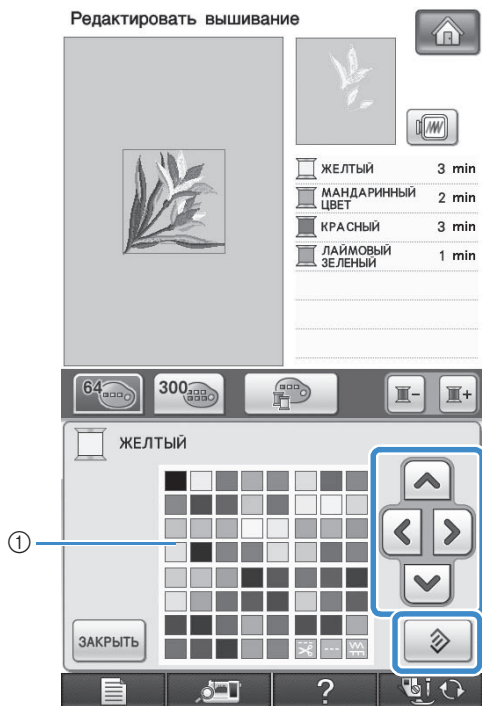 Редактировать вышивание
ЖЕЛТЫЙ 3 min
МАНДАРИННЫЙ
ЦВЕТ 2 min
КРАСНЫЙ 3 min
ЛАЙМОВЫЙ
ЗЕЛЕНЫЙ 1 min
64 300 - +
ЖЕЛТЫЙ
①
ЗАКРЫТЬ
?